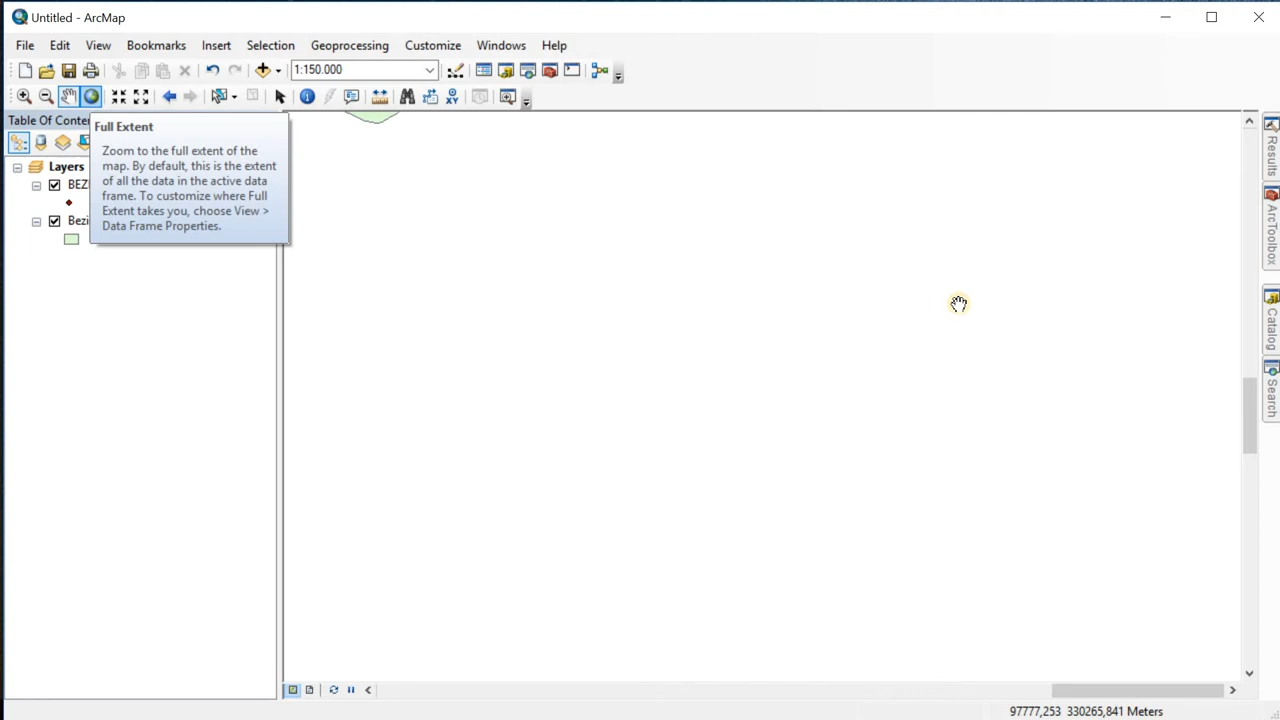 Untitled - ArcMap
File Edit View Bookmarks Insert Selection Geoprocessing Customize Windows Help
1:150.000
Table Of Conte
Full Extent
Zoom to the full extent of the
map. By default, this is the extent
of all the data in the active data
frame. To customize where Full
Extent takes you, choose View >
Data Frame Properties.
Layers
BEZI
Bezi
Results
ArcToolbox
Catalog
Search
97777,253 330265,841 Meters